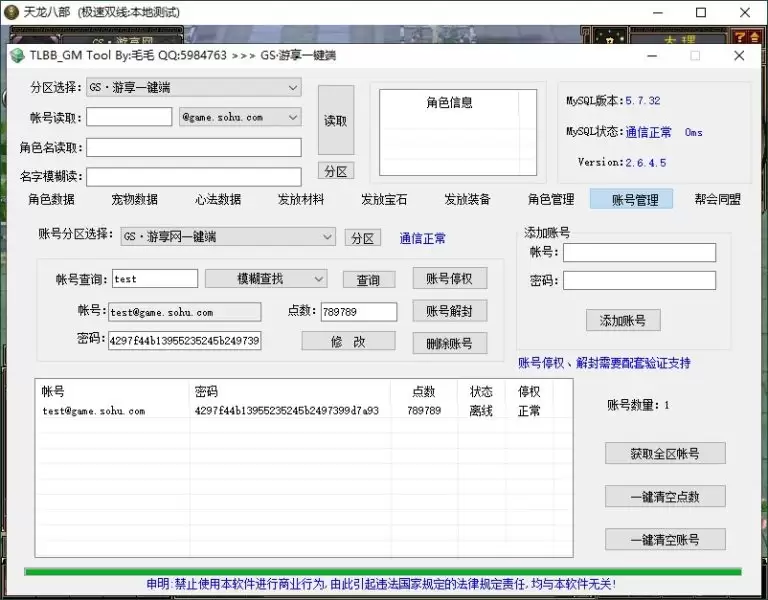 天龙八部 (极速双线:本地测试)
GS·游享网
大理
TLBB_GM Tool By:毛毛 QQ:5984763 >>> GS·游享一键端
分区选择: GS·游享一键端
帐号读取: @game.sohu.com
读取
角色名读取:
名字模糊读:
分区
角色信息
MySQL版本:5.7.32
MySQL状态:通信正常 0ms
Version:2.6.4.5
角色数据 宠物数据 心法数据 发放材料 发放宝石 发放装备 角色管理 账号管理 帮会同盟
账号分区选择: GS·游享网一键端 分区 通信正常
帐号查询: test 模糊查找 查询 账号停权
帐号: test@game.sohu.com 点数: 789789 账号解封
密码: 4297f44b13955235245b249739 修 改 删除账号
添加账号
帐号:
密码:
添加账号
账号停权、解封需要配套验证支持
帐号 密码 点数 状态 停权
test@game.sohu.com 4297f44b13955235245b2497399d7a93 789789 离线 正常
账号数量: 1
获取全区帐号
一键清空点数
一键清空账号
申明:禁止使用本软件进行商业行为,由此引起违法国家规定的法律规定责任,均与本软件无关!